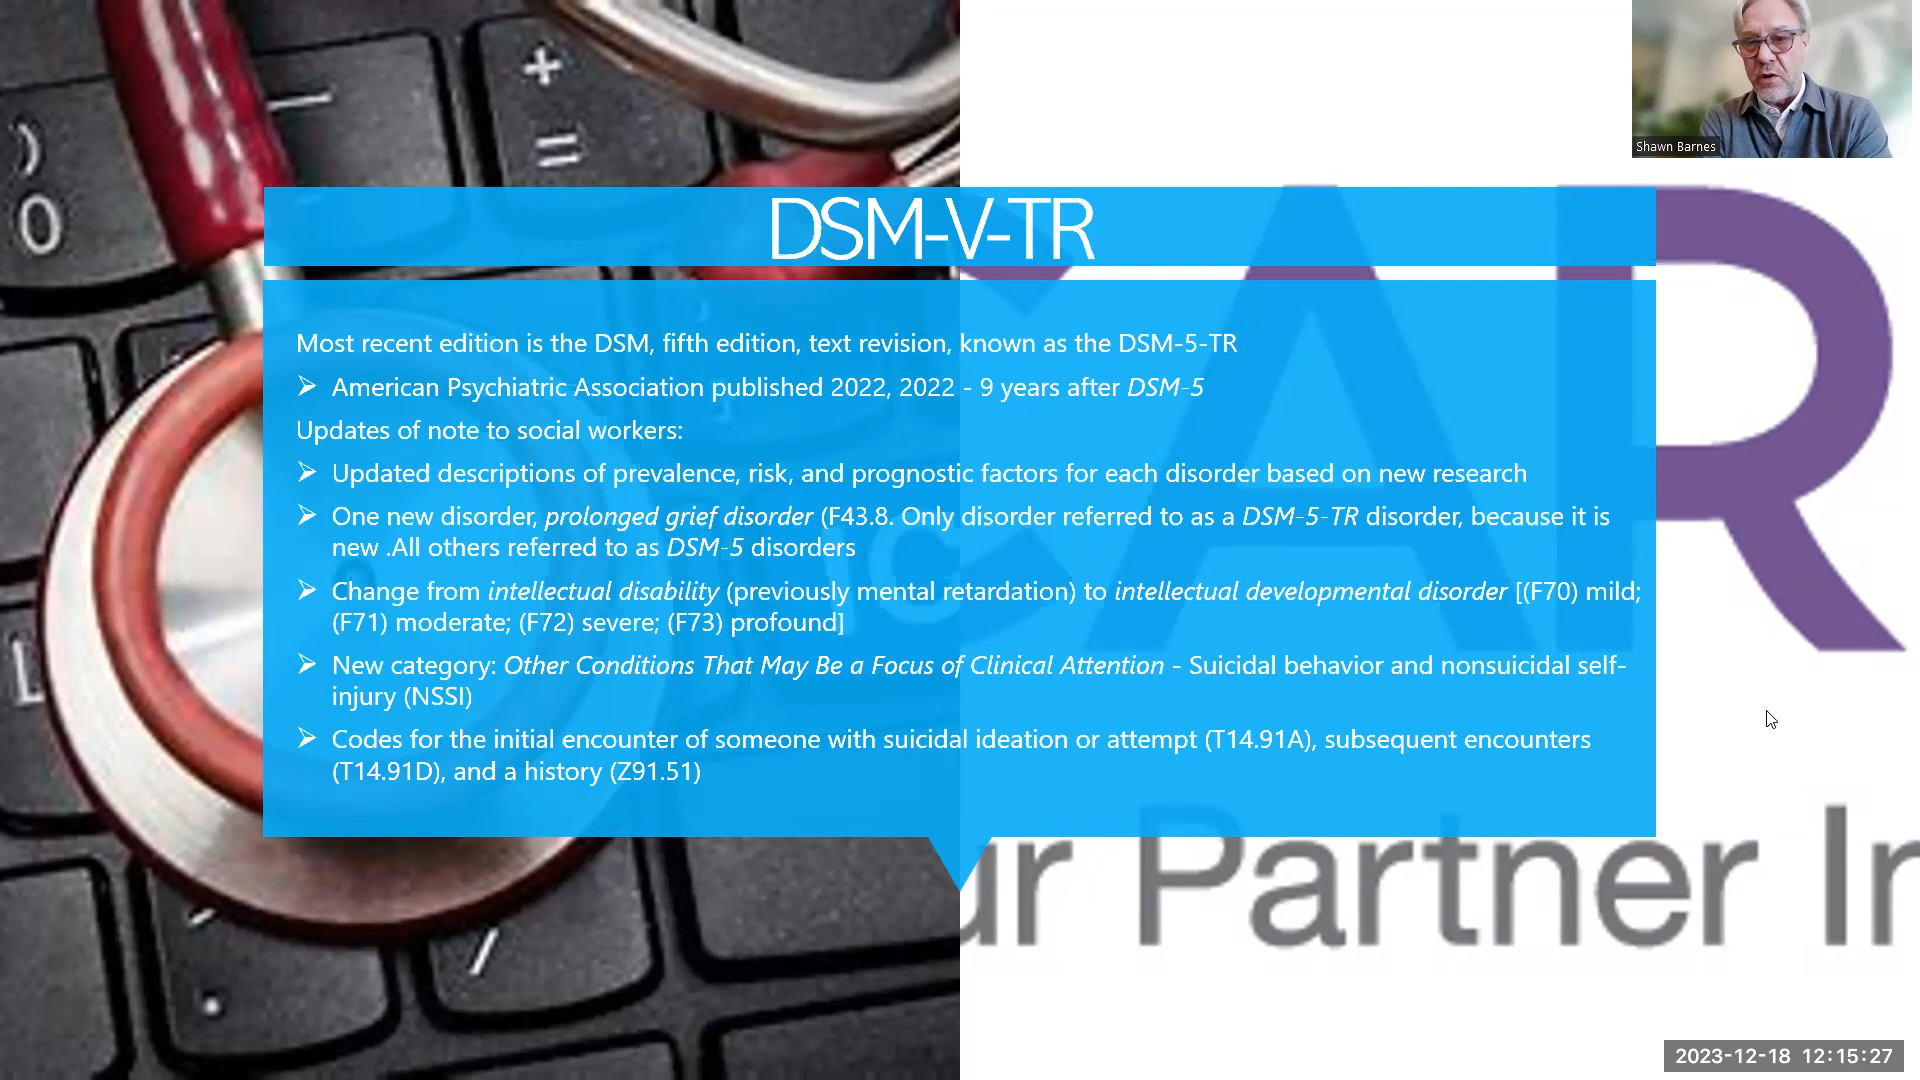 Shawn Barnes
DSM-V-TR
Most recent edition is the DSM, fifth edition, text revision, known as the DSM-5-TR
➢ American Psychiatric Association published 2022, 2022 - 9 years after DSM-5
Updates of note to social workers:
➢ Updated descriptions of prevalence, risk, and prognostic factors for each disorder based on new research
➢ One new disorder, prolonged grief disorder (F43.8. Only disorder referred to as a DSM-5-TR disorder, because it is
new .All others referred to as DSM-5 disorders
➢ Change from intellectual disability (previously mental retardation) to intellectual developmental disorder [(F70) mild;
(F71) moderate; (F72) severe; (F73) profound]
➢ New category: Other Conditions That May Be a Focus of Clinical Attention - Suicidal behavior and nonsuicidal self-
injury (NSSI)
➢ Codes for the initial encounter of someone with suicidal ideation or attempt (T14.91A), subsequent encounters
(T14.91D), and a history (Z91.51)
AR
ur Partner In
) 0
+ =
2023-12-18 12:15:27